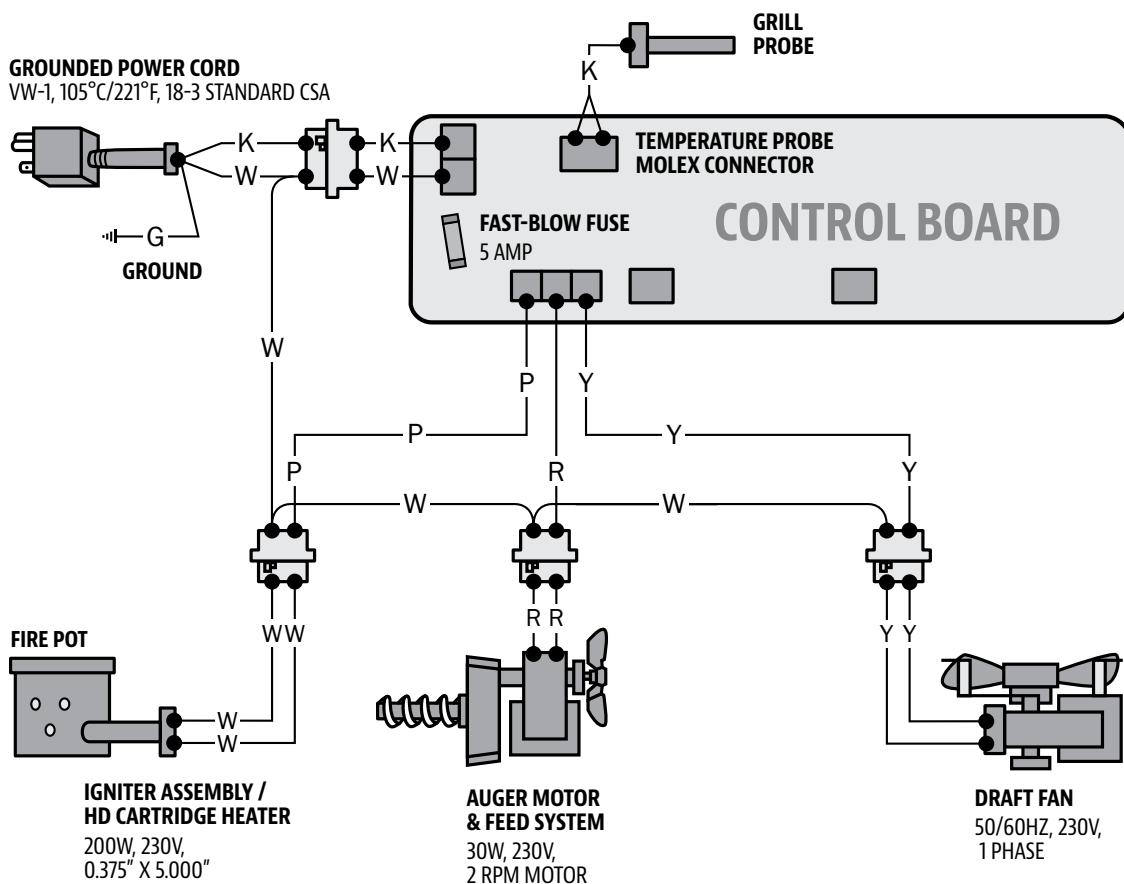 GRILL
PROBE
GROUNDED POWER CORD
VW-1, 105°C/221°F, 18-3 STANDARD CSA
K
K
K
W
W
TEMPERATURE PROBE
MOLEX CONNECTOR
CONTROL BOARD
FAST-BLOW FUSE
5 AMP
G
GROUND
W
P
Y
P
Y
P
R
Y
W
W
W W
R R
Y Y
FIRE POT
W
W
IGNITER ASSEMBLY /
HD CARTRIDGE HEATER
200W, 230V,
0.375" X 5.000"
AUGER MOTOR
& FEED SYSTEM
30W, 230V,
2 RPM MOTOR
DRAFT FAN
50/60HZ, 230V,
1 PHASE